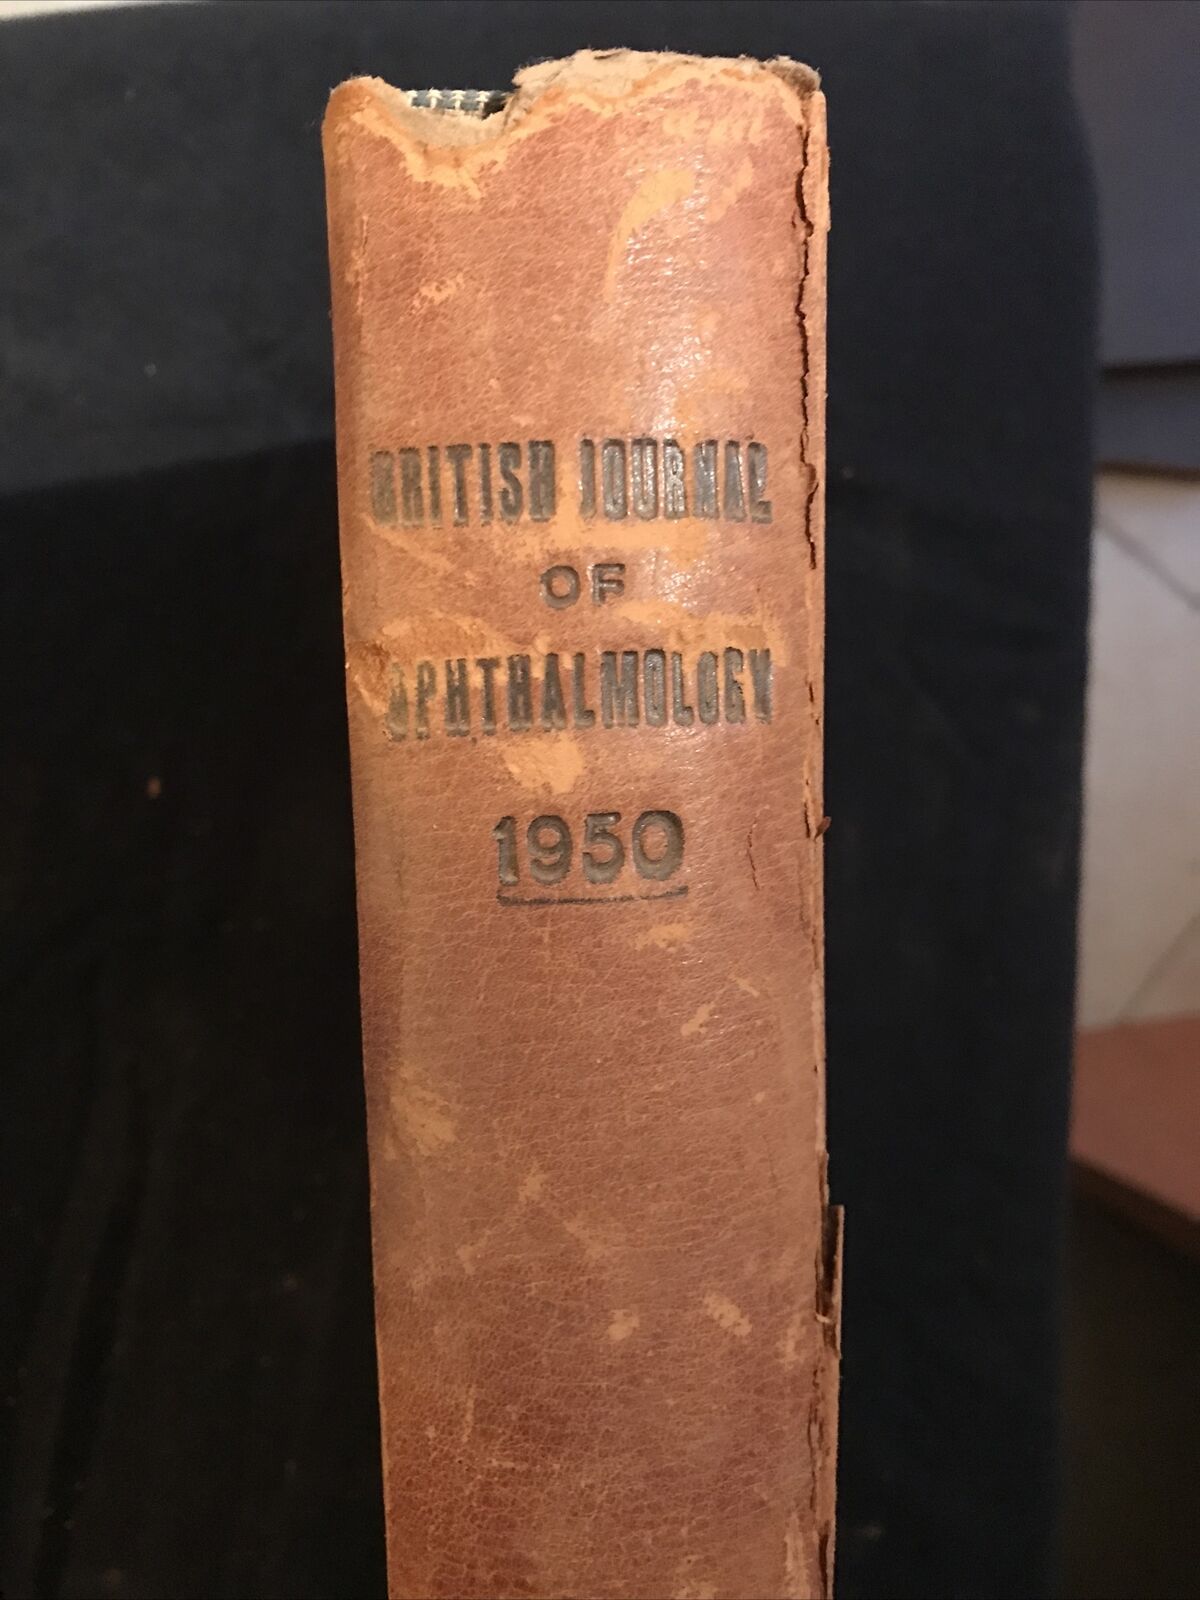 BRITISH JOURNAL
OF
OPHTHALMOLOGY
1950